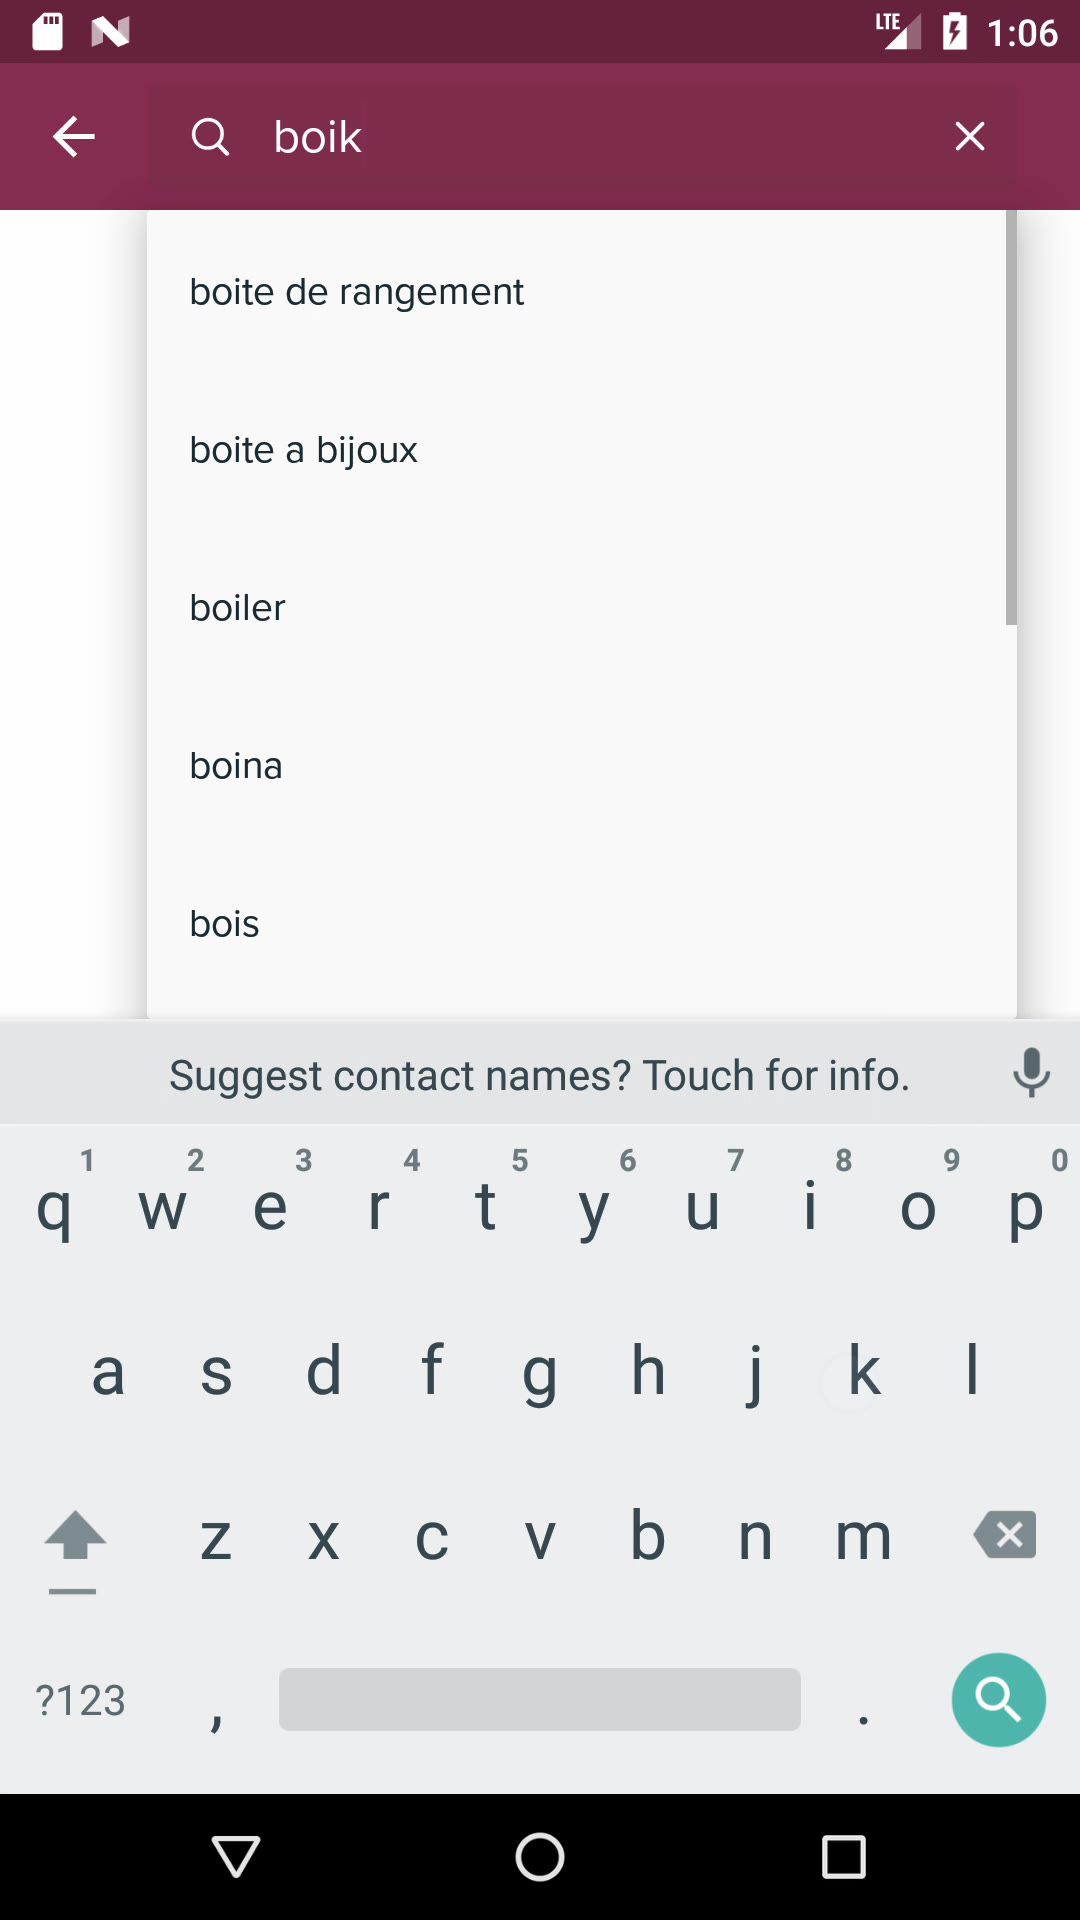 LTE 1:06
boik
boite de rangement
boite a bijoux
boiler
boina
bois
Suggest contact names? Touch for info.
1 2 3 4 5 6 7 8 9 0
q w e r t y u i o p
a s d f g h j k l
z x c v b n m
?123 , .